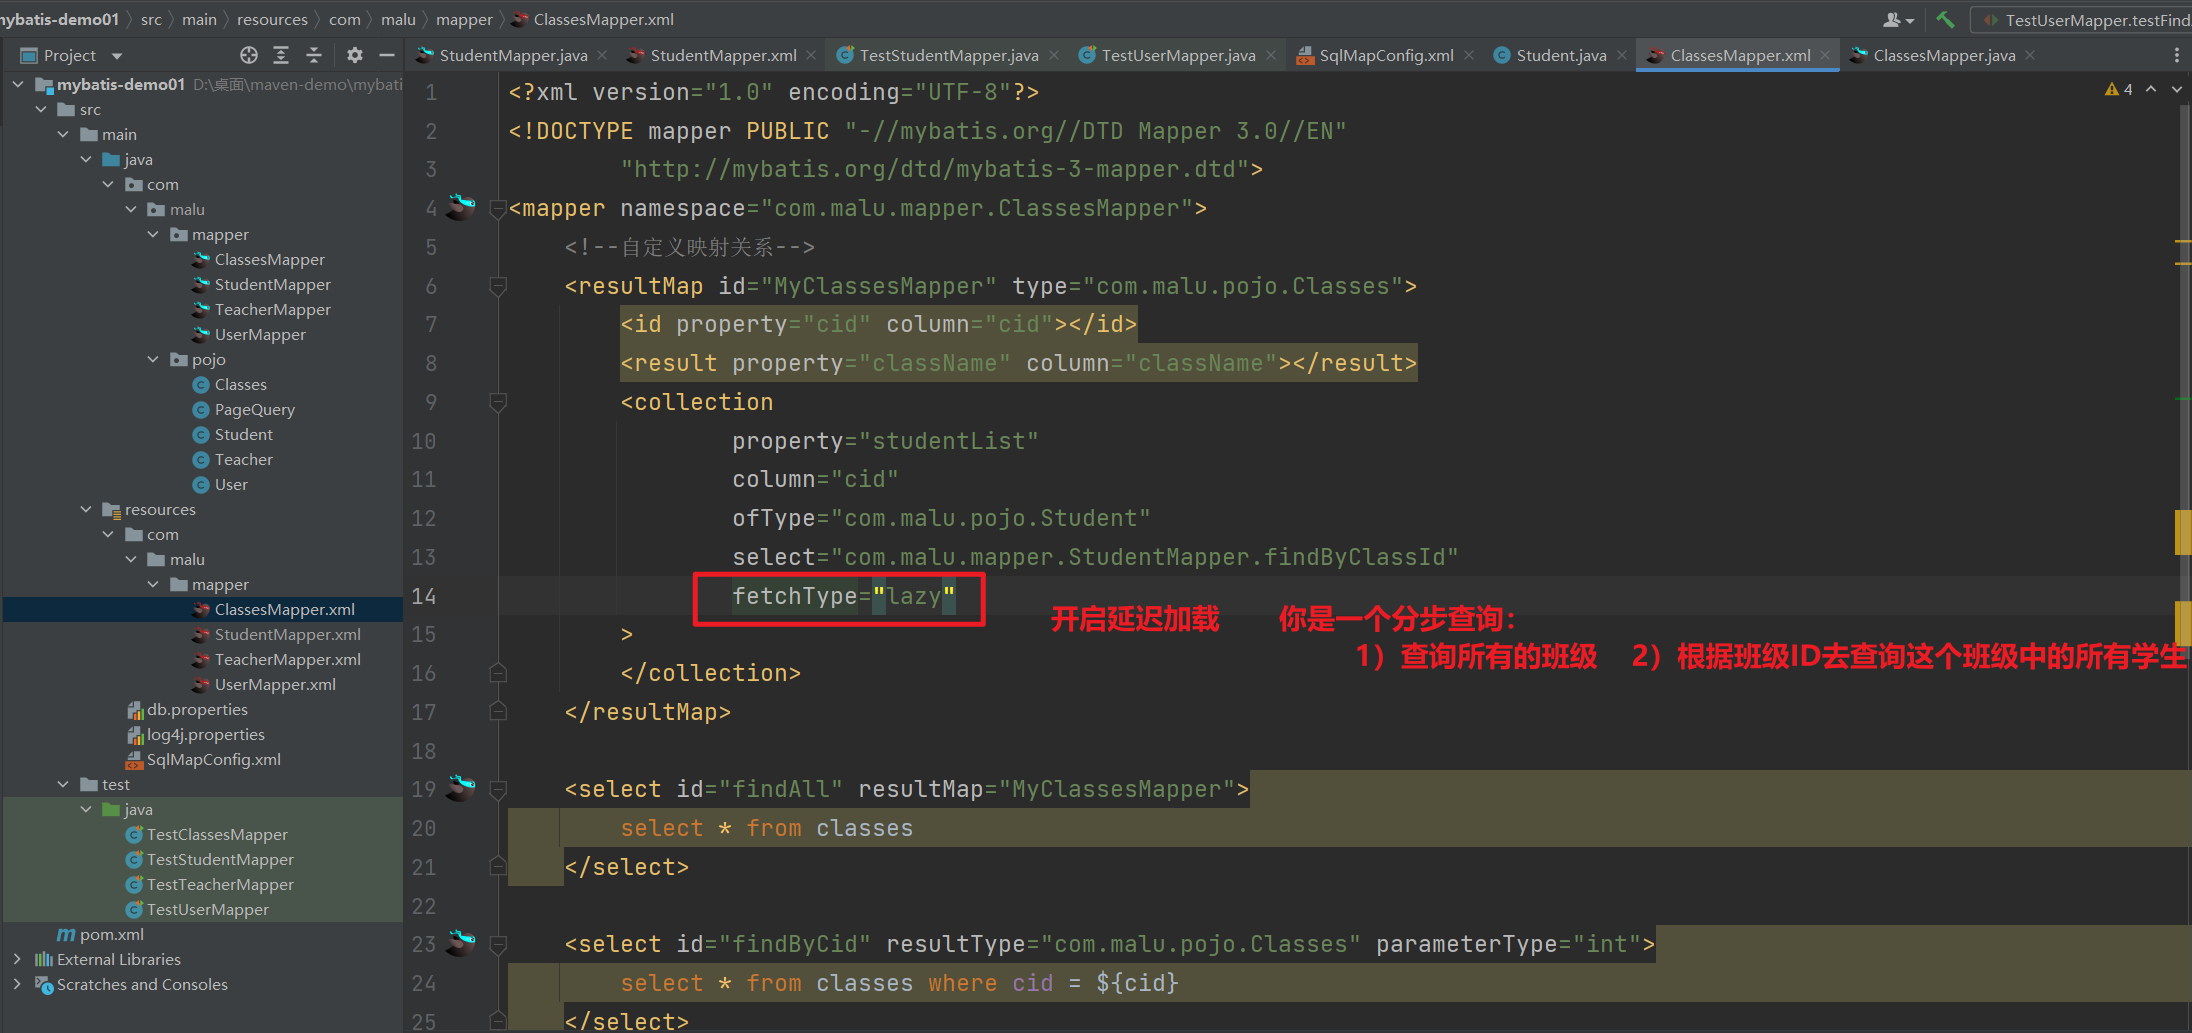 mybatis-demo01 › src › main › resources › com › malu › mapper › ClassesMapper.xml
TestUserMapper.testFind
Project
StudentMapper.java
StudentMapper.xml
TestStudentMapper.java
TestUserMapper.java
SqlMapConfig.xml
Student.java
ClassesMapper.xml
ClassesMapper.java
mybatis-demo01 D:\桌面\maven-demo\mybati
src
main
java
com
malu
mapper
ClassesMapper
StudentMapper
TeacherMapper
UserMapper
pojo
Classes
PageQuery
Student
Teacher
User
resources
com
malu
mapper
ClassesMapper.xml
StudentMapper.xml
TeacherMapper.xml
UserMapper.xml
db.properties
log4j.properties
SqlMapConfig.xml
test
java
TestClassesMapper
TestStudentMapper
TestTeacherMapper
TestUserMapper
pom.xml
External Libraries
Scratches and Consoles
4
1 <?xml version="1.0" encoding="UTF-8"?>
2 <!DOCTYPE mapper PUBLIC "-//mybatis.org//DTD Mapper 3.0//EN"
3 "http://mybatis.org/dtd/mybatis-3-mapper.dtd">
4 <mapper namespace="com.malu.mapper.ClassesMapper">
5 <!--自定义映射关系-->
6 <resultMap id="MyClassesMapper" type="com.malu.pojo.Classes">
7 <id property="cid" column="cid"></id>
8 <result property="className" column="className"></result>
9 <collection
10 property="studentList"
11 column="cid"
12 ofType="com.malu.pojo.Student"
13 select="com.malu.mapper.StudentMapper.findByClassId"
14 fetchType="lazy"
开启延迟加载 你是一个分步查询：
15 >
1）查询所有的班级 2）根据班级ID去查询这个班级中的所有学生
16 </collection>
17 </resultMap>
18
19 <select id="findAll" resultMap="MyClassesMapper">
20 select * from classes
21 </select>
22
23 <select id="findByCid" resultType="com.malu.pojo.Classes" parameterType="int">
24 select * from classes where cid = ${cid}
25 </select>